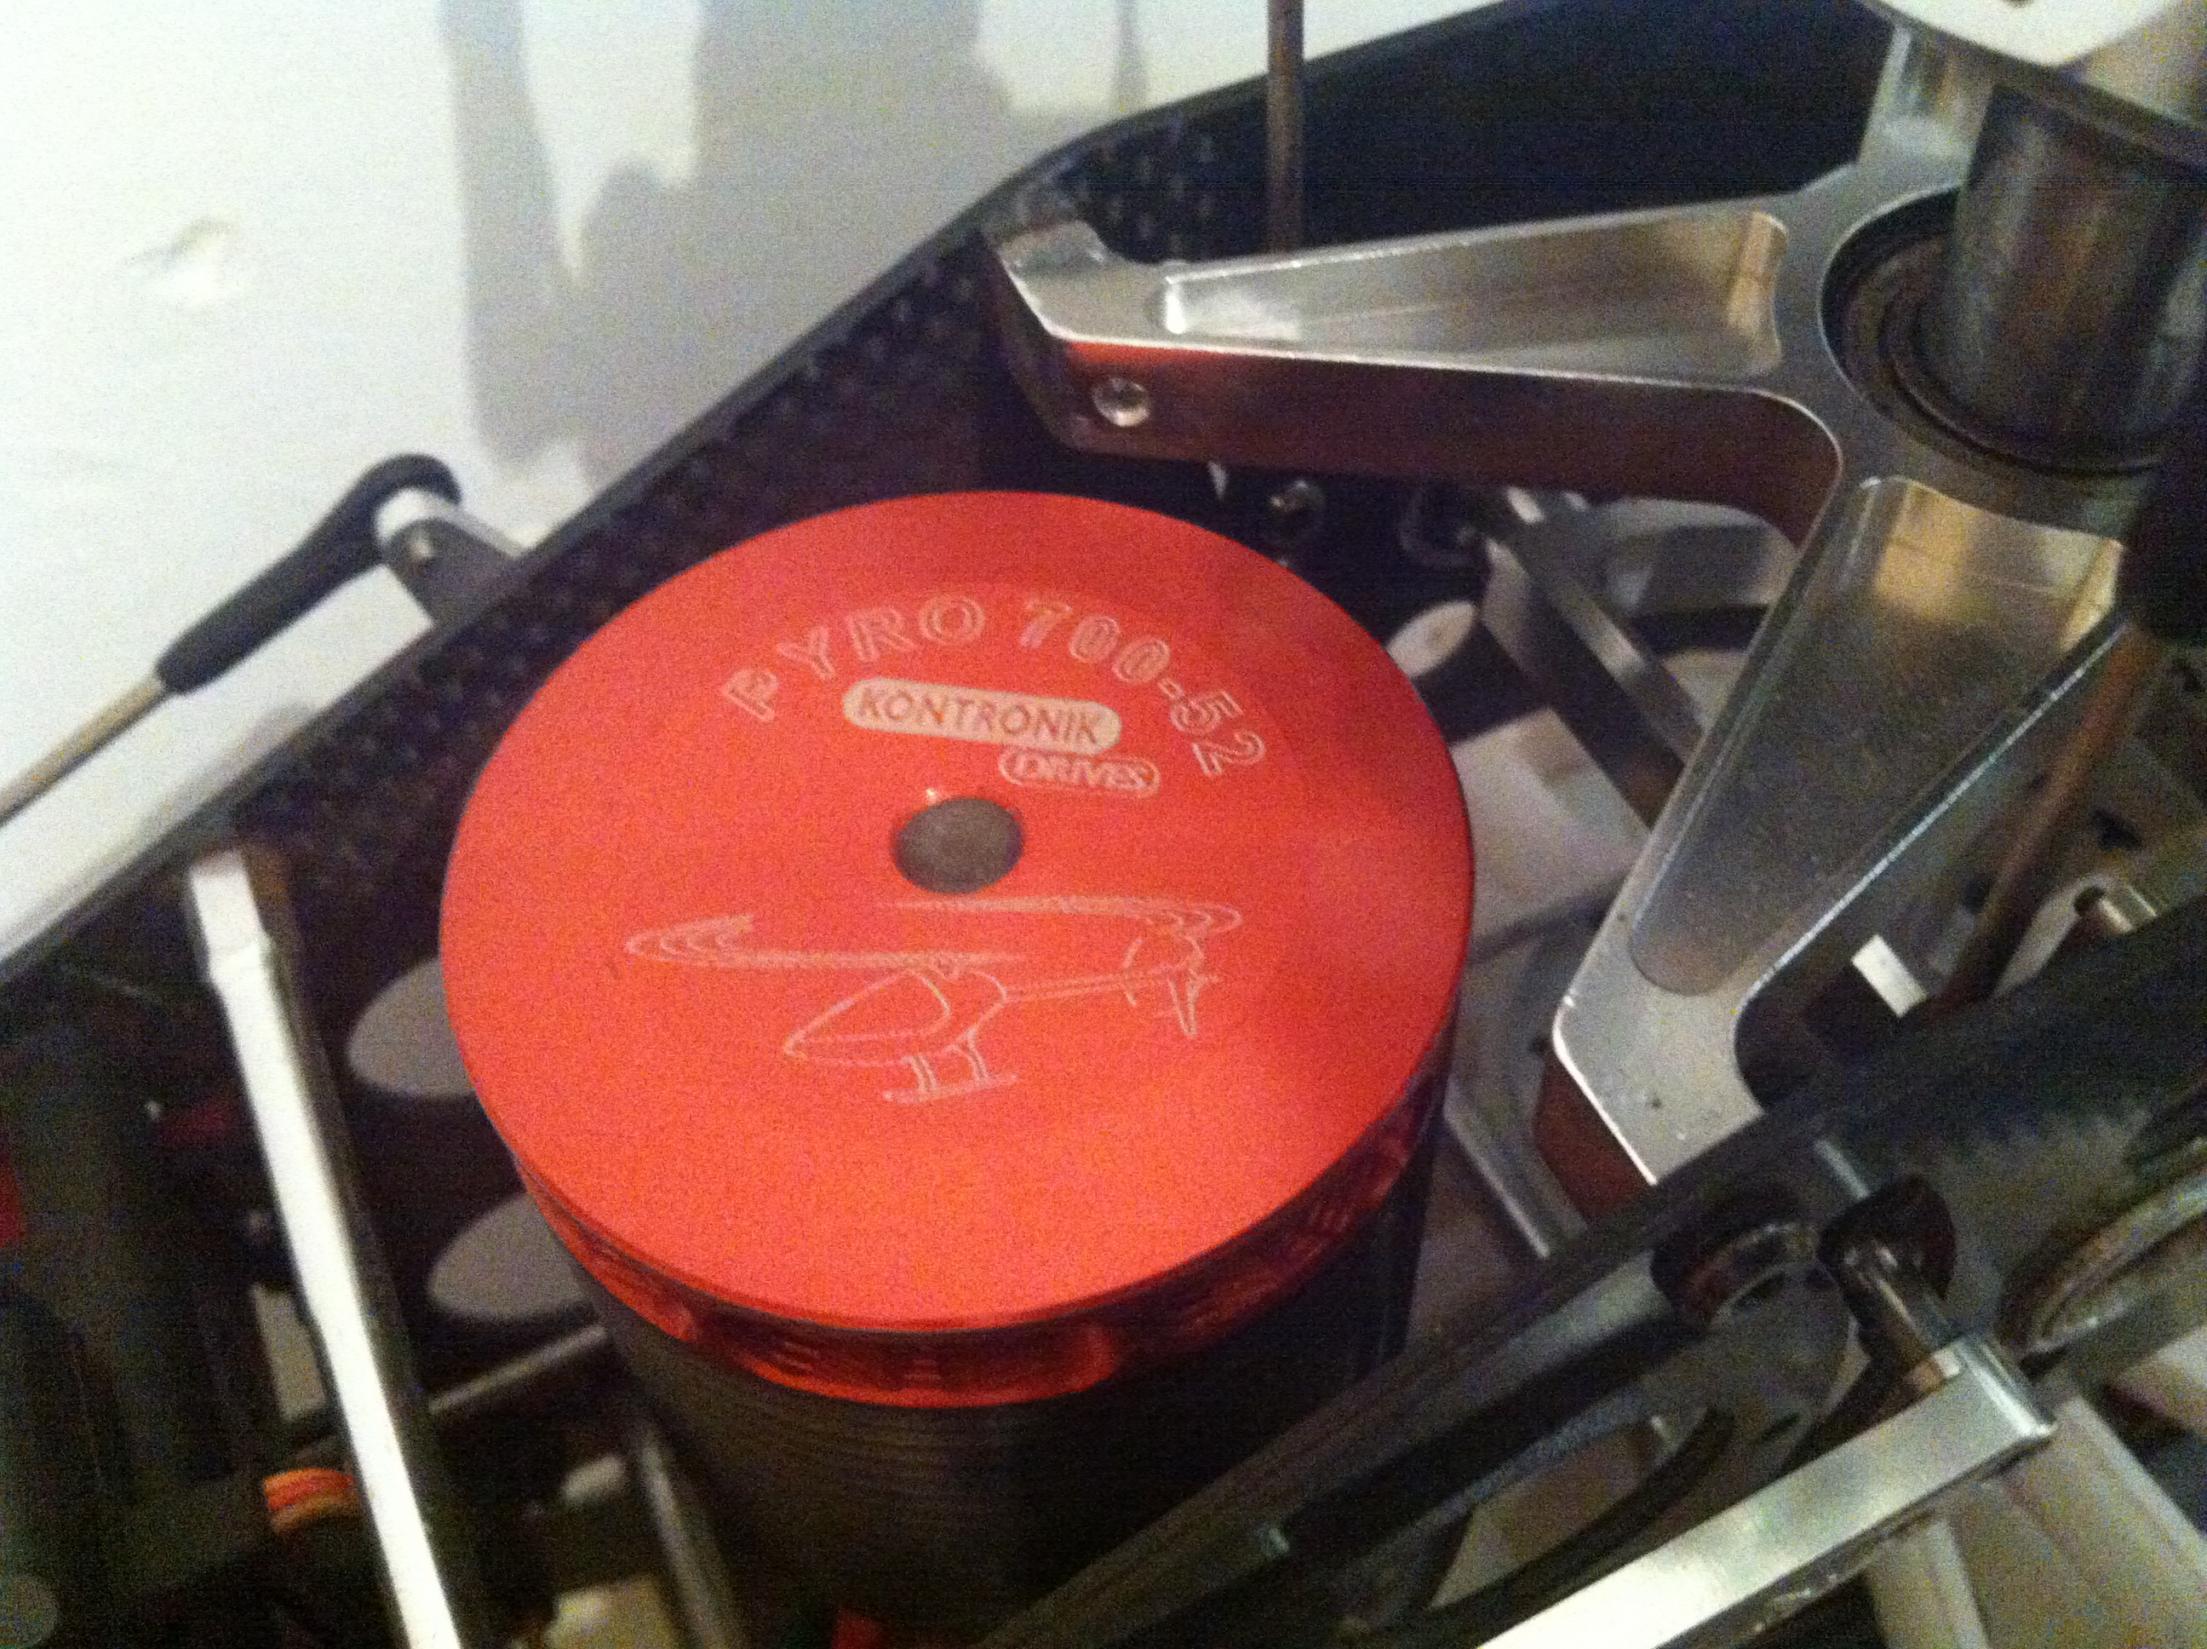 PYRO 700-52
KONTRONIK
DRIVES